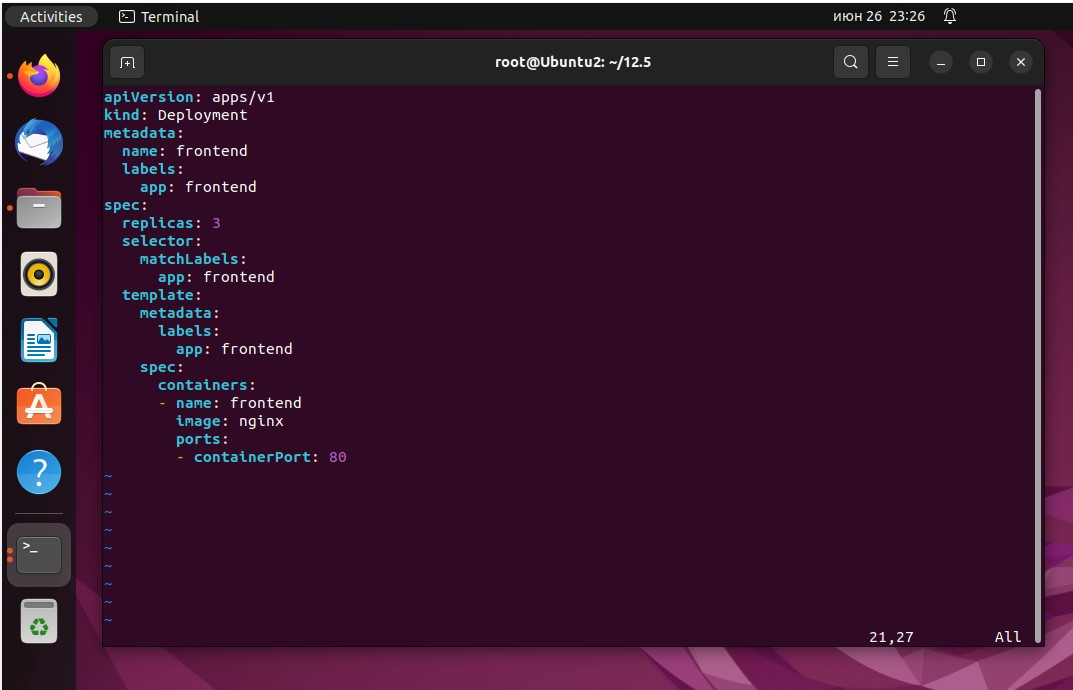 Activities Terminal июн 26 23:26
root@Ubuntu2: ~/12.5
apiVersion: apps/v1
kind: Deployment
metadata:
  name: frontend
  labels:
    app: frontend
spec:
  replicas: 3
  selector:
    matchLabels:
      app: frontend
  template:
    metadata:
      labels:
        app: frontend
    spec:
      containers:
      - name: frontend
        image: nginx
        ports:
        - containerPort: 80
~
~
~
~
~
~
~
~
~
21,27 All